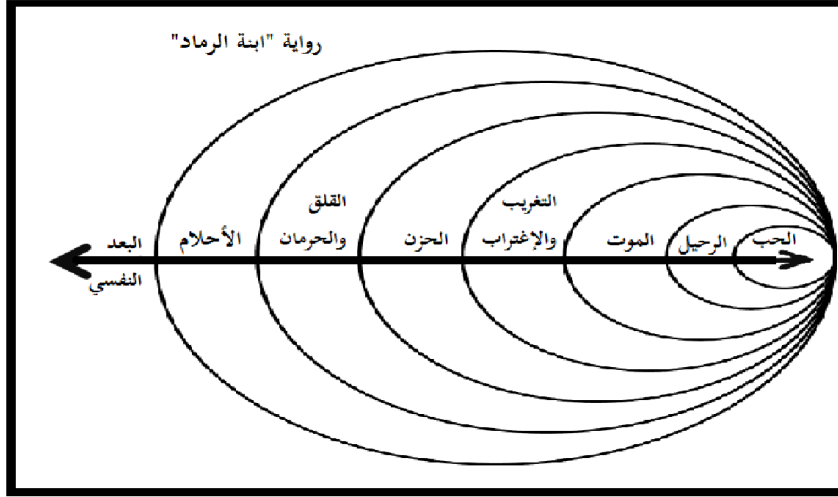 رواية "ابنة الرماد"
الحب
الرحيل
الموت
التغريب
والإغتراب
الحزن
القلق
والحرمان
الأحلام
البعد
النفسي